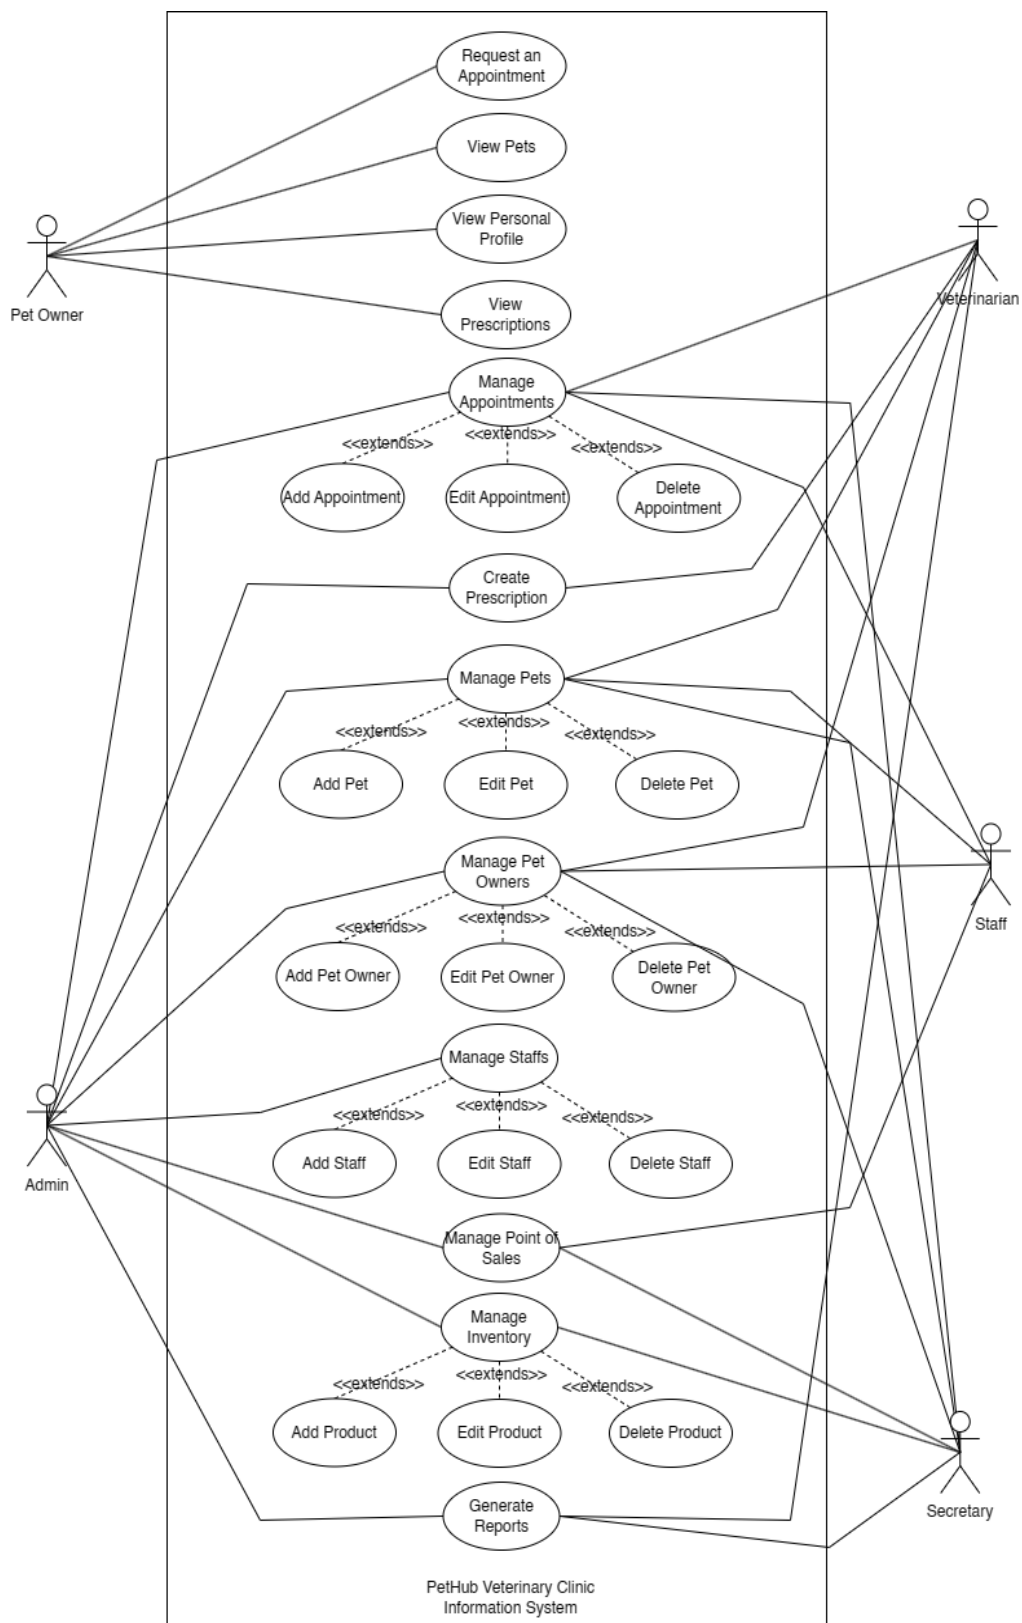 Request an
Appointment
View Pets
View Personal
Profile
Pet Owner
Veterinarian
View
Prescriptions
Manage
Appointments
<<extends>>
<<extends>>
<<extends>>
Add Appointment
Edit Appointment
Delete
Appointment
Create
Prescription
Manage Pets
<<extends>>
<<extends>>
<<extends>>
Add Pet
Edit Pet
Delete Pet
Manage Pet
Owners
<<extends>>
<<extends>>
<<extends>>
Staff
Add Pet Owner
Edit Pet Owner
Delete Pet
Owner
Manage Staffs
<<extends>>
<<extends>>
<<extends>>
Add Staff
Edit Staff
Delete Staff
Admin
Manage Point of
Sales
Manage
Inventory
<<extends>>
<<extends>>
<<extends>>
Add Product
Edit Product
Delete Product
Generate
Reports
Secretary
PetHub Veterinary Clinic
Information System